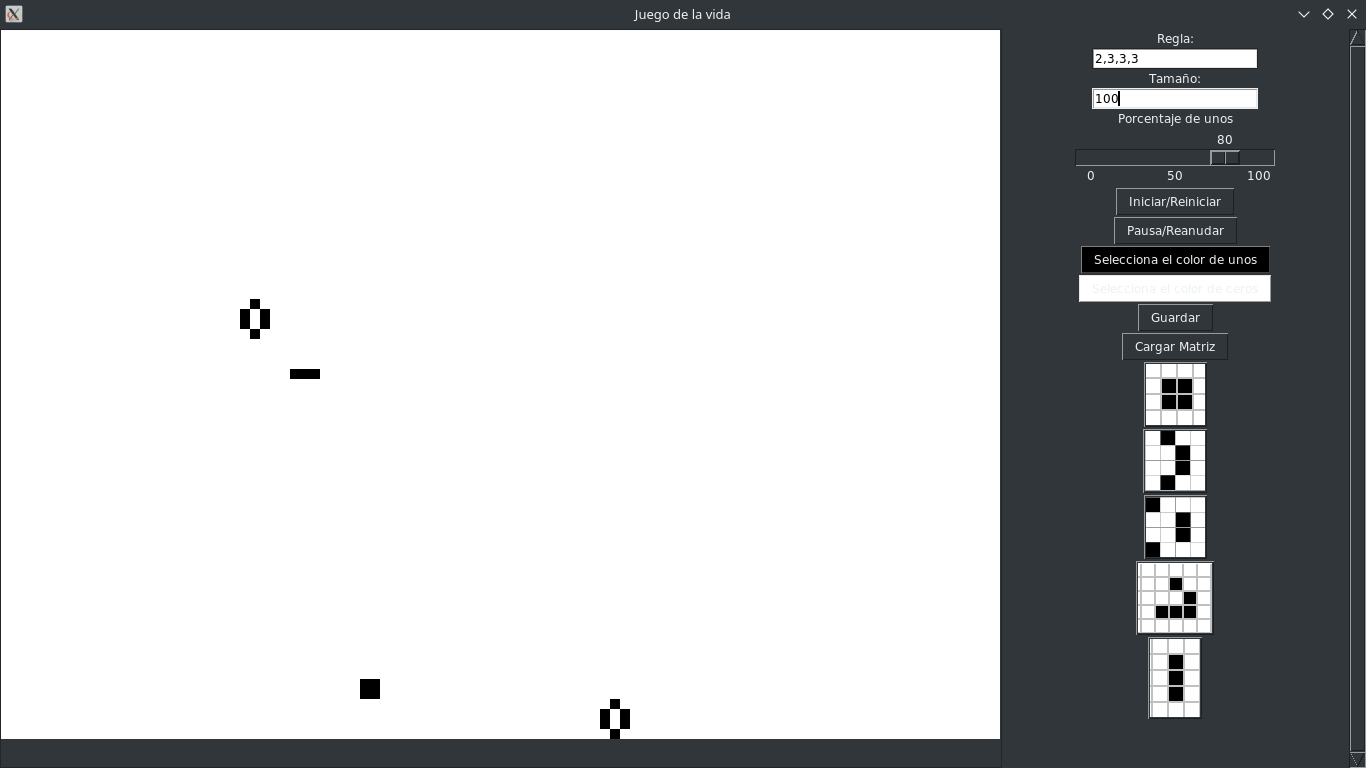 Juego de la vida
Regla:
2,3,3,3
Tamaño:
100
Porcentaje de unos
80
0 50 100
Iniciar/Reiniciar
Pausa/Reanudar
Selecciona el color de unos
Selecciona el color de ceros
Guardar
Cargar Matriz